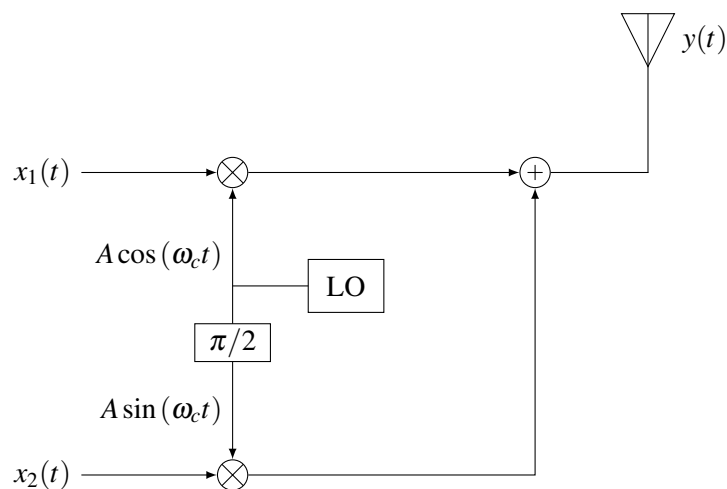 y(t)
x₁(t)
+
A cos (ω_c t)
LO
π/2
A sin (ω_c t)
x₂(t)